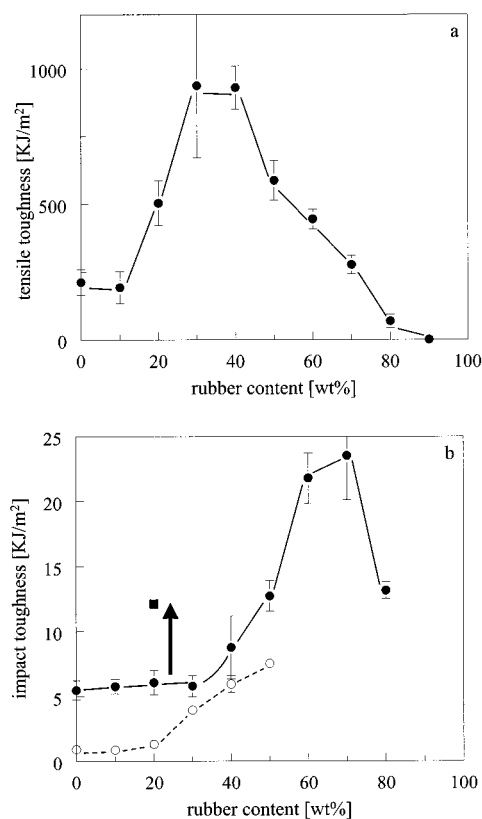 a
tensile toughness [KJ/m²]
1000
500
0
0 20 40 60 80 100
rubber content [wt%]
b
impact toughness [KJ/m²]
25
20
15
10
5
0
0 20 40 60 80 100
rubber content [wt%]